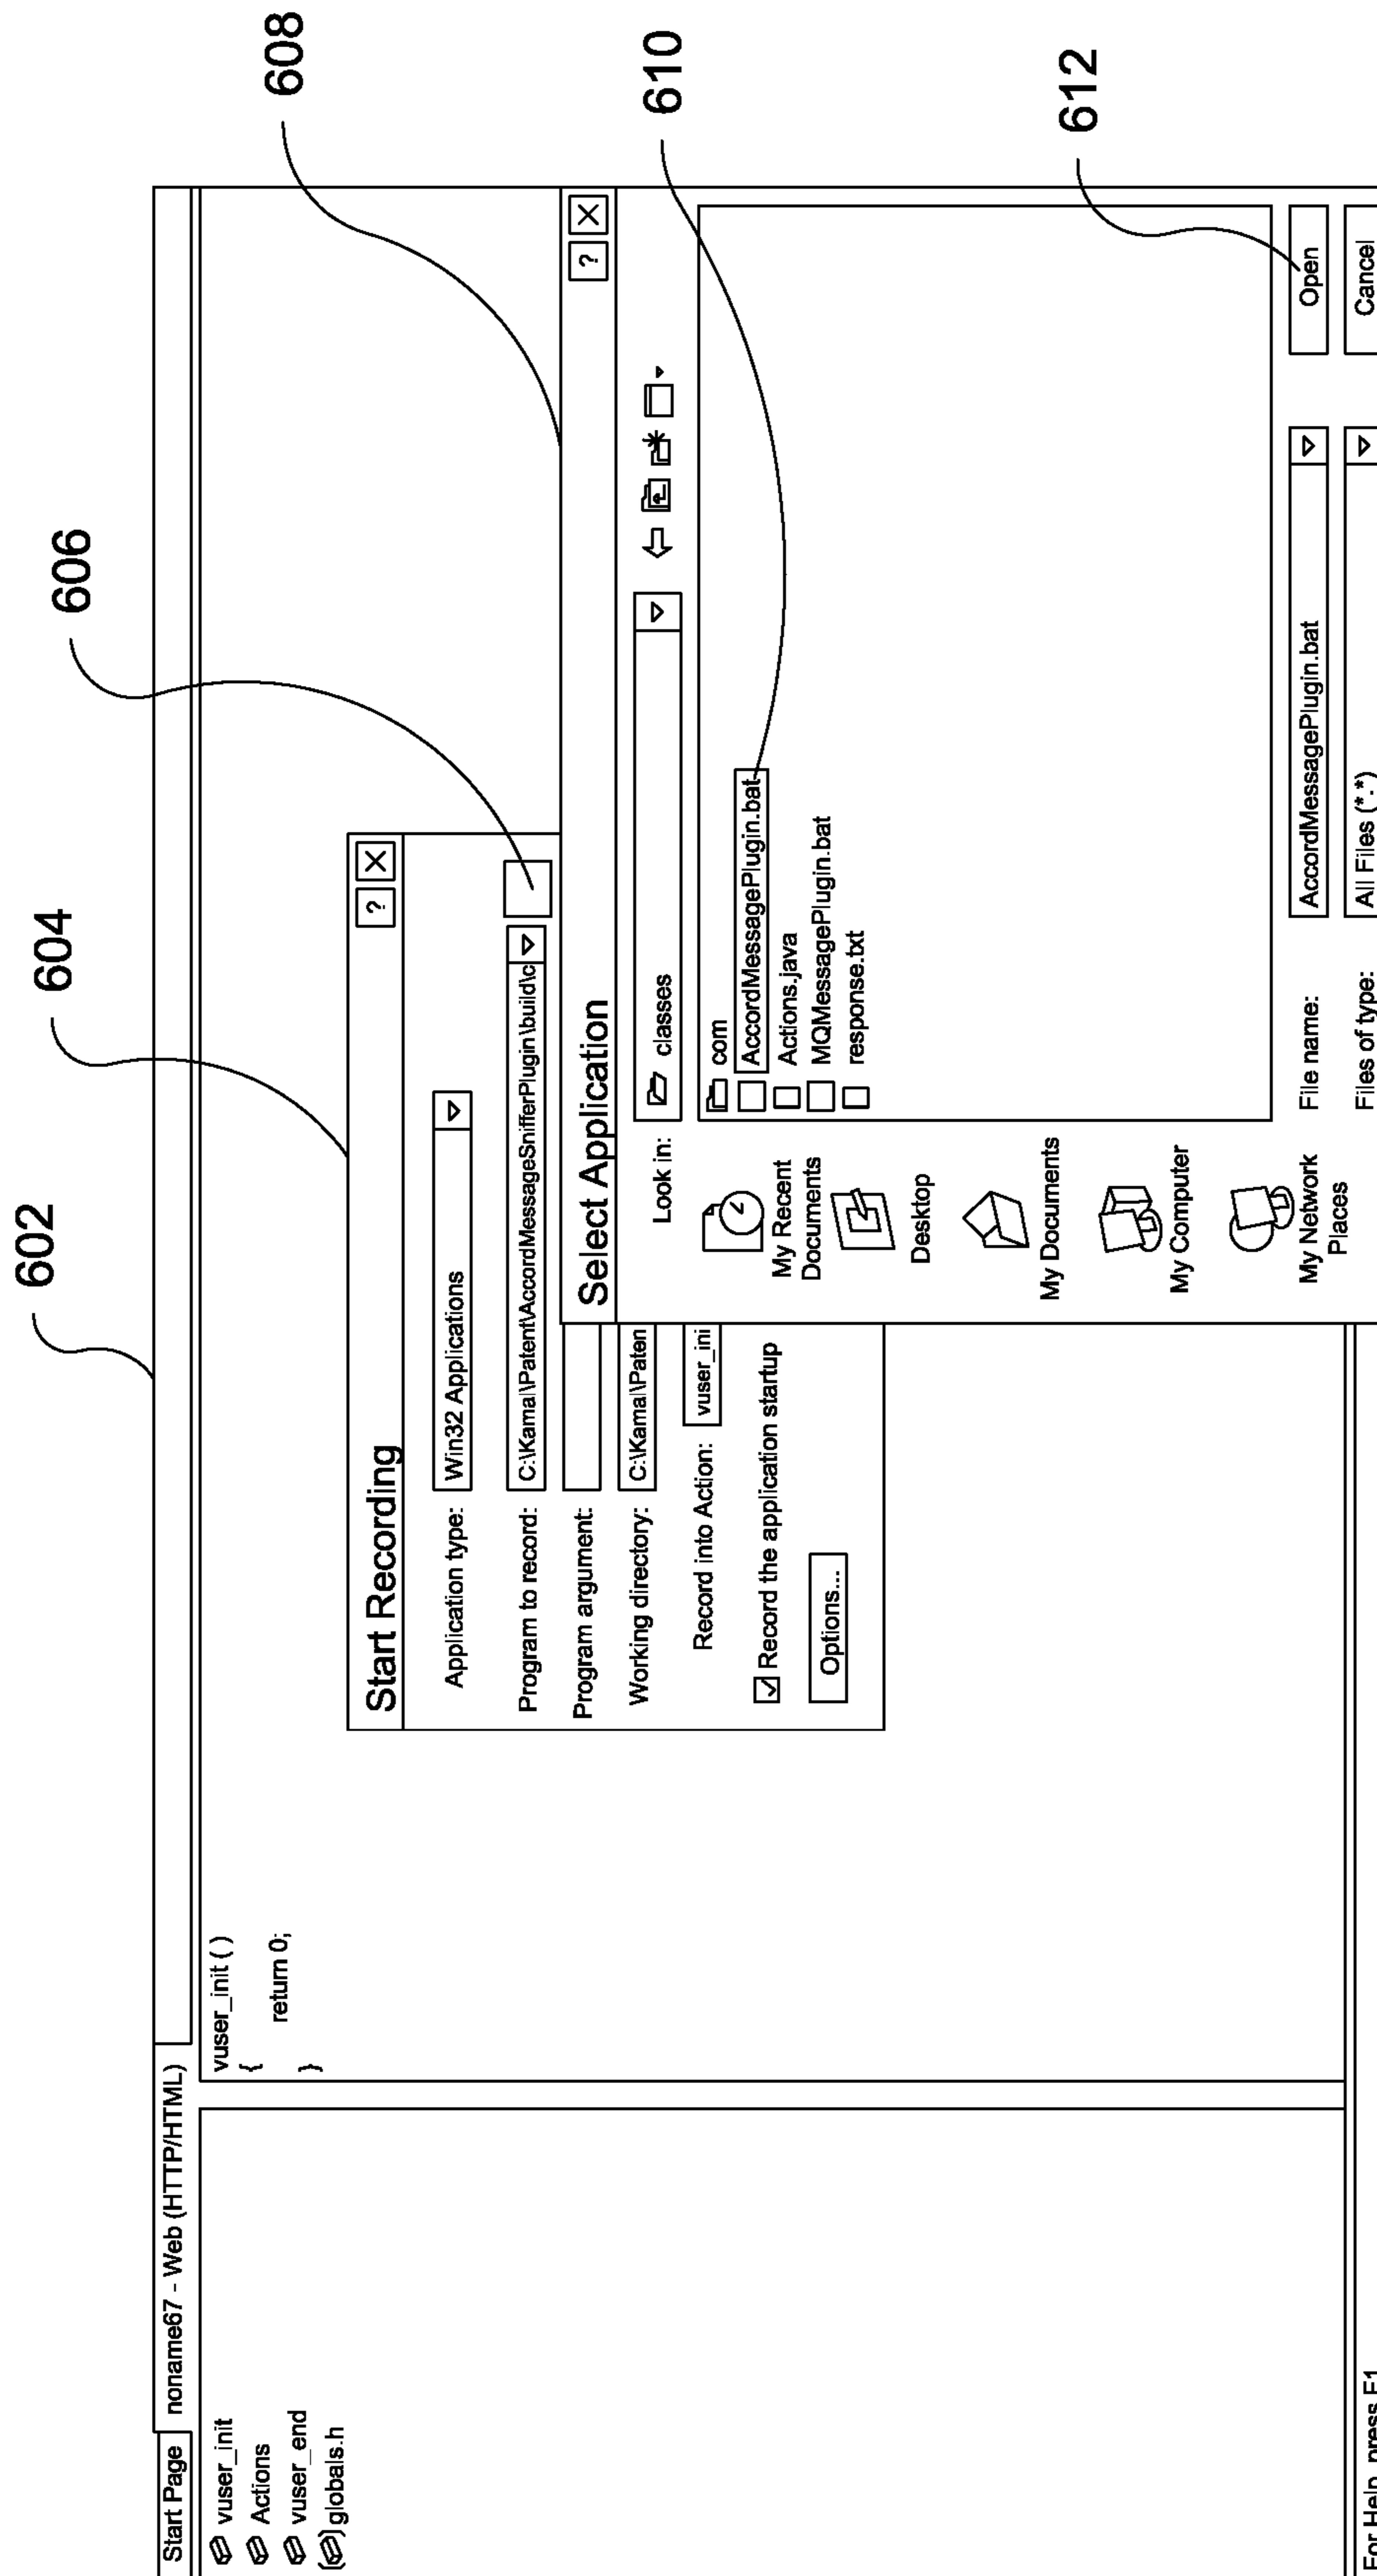 602
604
606
608
610
612
Start Page
noname67 - Web (HTTP/HTML)
vuser_init
Actions
vuser_end
globals.h
vuser_init ( )
{
return 0;
}
Start Recording
? X
Application type: Win32 Applications
Program to record: C:\Kamal\Patent\AccordMessageSnifferPlugin\build\c
Program argument:
Working directory: C:\Kamal\Paten
Record into Action: vuser_ini
Record the application startup
Options...
Select Application
? X
Look in: classes
com
AccordMessagePlugin.bat
Actions.java
MQMessagePlugin.bat
response.txt
My Recent
Documents
Desktop
My Documents
My Computer
My Network
Places
File name: AccordMessagePlugin.bat Open
Files of type: All Files (*.*) Cancel
For Help, press F1